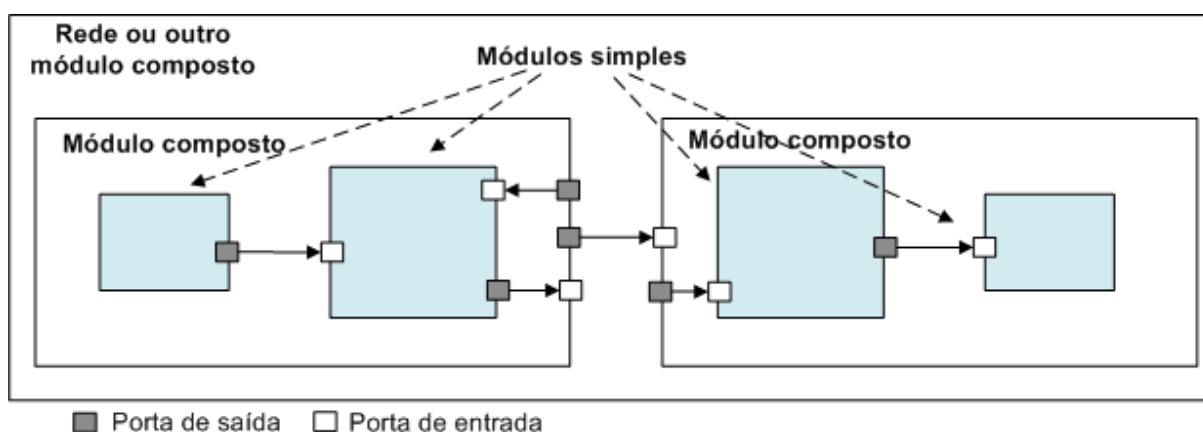 Rede ou outro
módulo composto
Módulos simples
Módulo composto
Módulo composto
Porta de saída
Porta de entrada